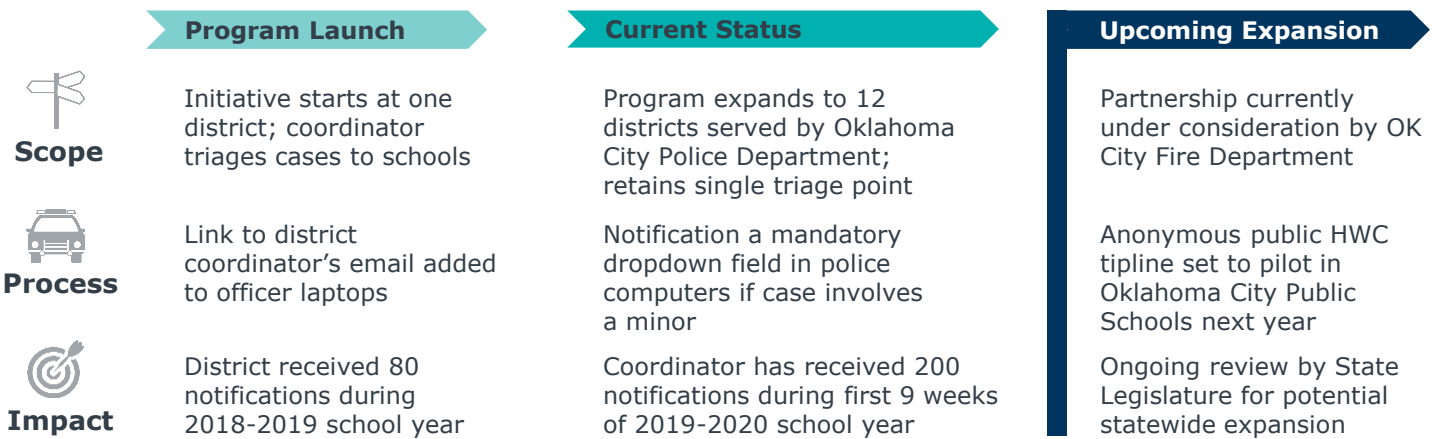 Program Launch
Current Status
Upcoming Expansion
Scope
Initiative starts at one
district; coordinator
triages cases to schools
Program expands to 12
districts served by Oklahoma
City Police Department;
retains single triage point
Partnership currently
under consideration by OK
City Fire Department
Process
Link to district
coordinator’s email added
to officer laptops
Notification a mandatory
dropdown field in police
computers if case involves
a minor
Anonymous public HWC
tipline set to pilot in
Oklahoma City Public
Schools next year
Impact
District received 80
notifications during
2018-2019 school year
Coordinator has received 200
notifications during first 9 weeks
of 2019-2020 school year
Ongoing review by State
Legislature for potential
statewide expansion